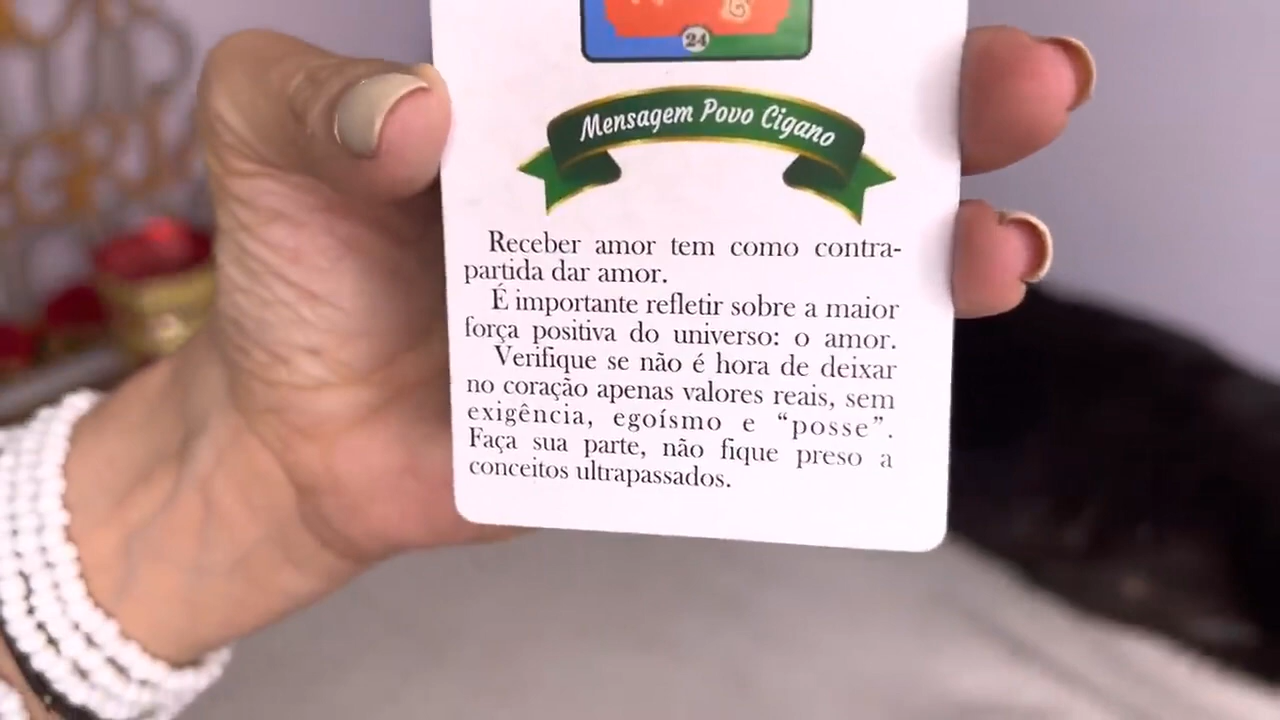 24
Mensagem Povo Cigano
Receber amor tem como contra-
partida dar amor.
É importante refletir sobre a maior
força positiva do universo: o amor.
Verifique se não é hora de deixar
no coração apenas valores reais, sem
exigência, egoísmo e “posse”.
Faça sua parte, não fique preso a
conceitos ultrapassados.